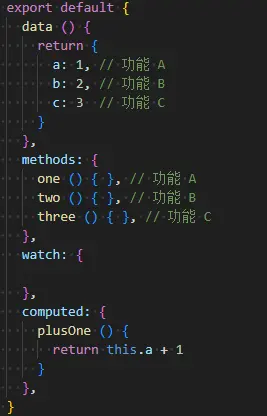 export default {
  data () {
    return {
      a: 1, // 功能 A
      b: 2, // 功能 B
      c: 3  // 功能 C
    }
  },
  methods: {
    one () { }, // 功能 A
    two () { }, // 功能 B
    three () { }, // 功能 C
  },
  watch: {

  },
  computed: {
    plusOne () {
      return this.a + 1
    }
  },
}